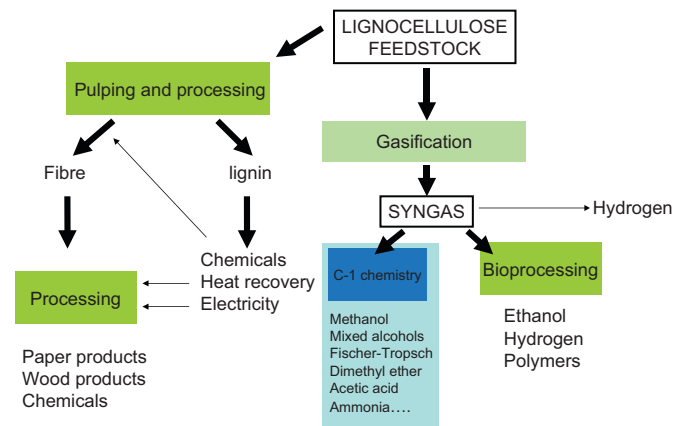 LIGNOCELLULOSE
FEEDSTOCK
Pulping and processing
Gasification
Fibre
lignin
SYNGAS
Hydrogen
Chemicals
Heat recovery
Electricity
Processing
C-1 chemistry
Bioprocessing
Paper products
Wood products
Chemicals
Methanol
Mixed alcohols
Fischer-Tropsch
Dimethyl ether
Acetic acid
Ammonia....
Ethanol
Hydrogen
Polymers